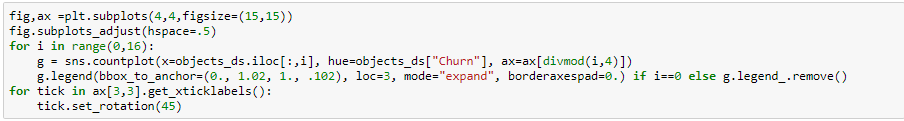 fig,ax =plt.subplots(4,4,figsize=(15,15))
fig.subplots_adjust(hspace=.5)
for i in range(0,16):
    g = sns.countplot(x=objects_ds.iloc[:,i], hue=objects_ds["Churn"], ax=ax[divmod(i,4)])
    g.legend(bbox_to_anchor=(0., 1.02, 1., .102), loc=3, mode="expand", borderaxespad=0.) if i==0 else g.legend_.remove()
for tick in ax[3,3].get_xticklabels():
    tick.set_rotation(45)